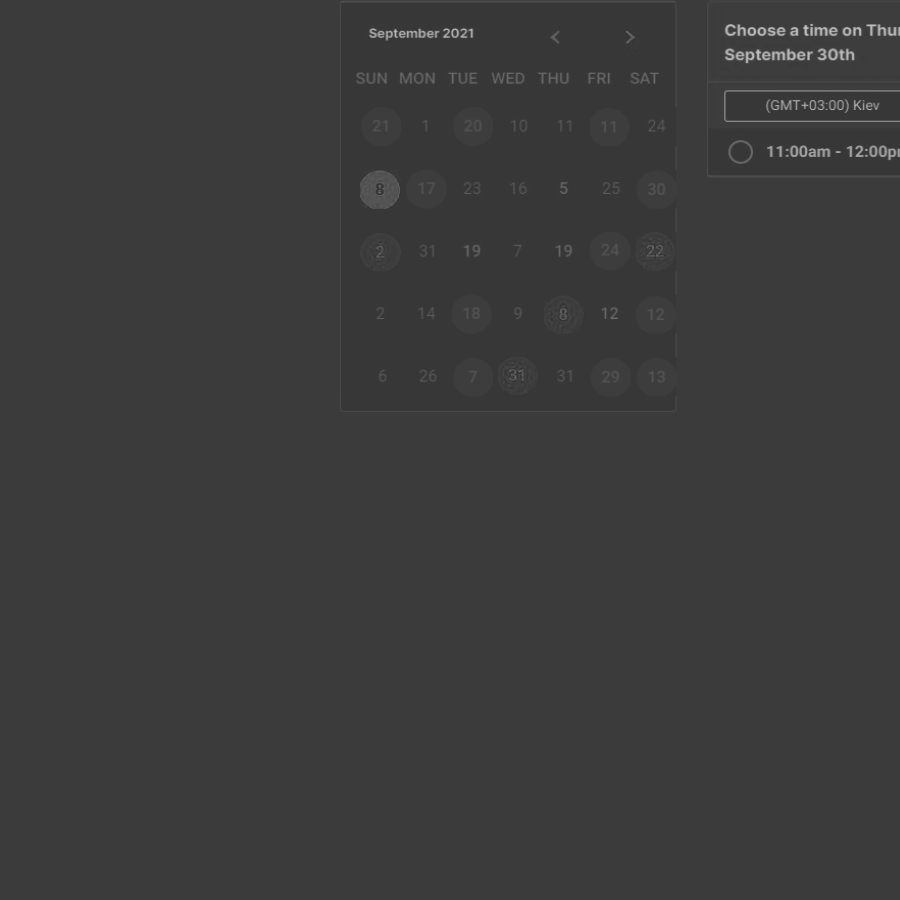 September 2021
SUN MON TUE WED THU FRI SAT
21 1 20 10 11 11 24
8 17 23 16 5 25 30
2 31 19 7 19 24 22
2 14 18 9 8 12 12
6 26 7 31 31 29 13
Choose a time on Thu
September 30th
(GMT+03:00) Kiev
11:00am - 12:00p